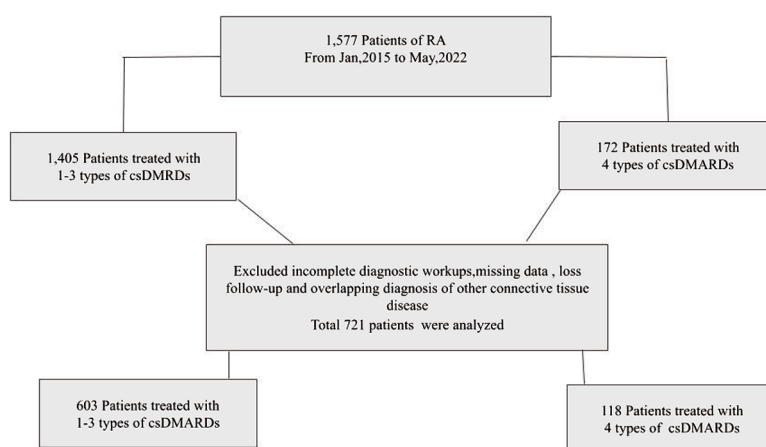 1,577 Patients of RA
From Jan,2015 to May,2022
1,405 Patients treated with
1-3 types of csDMRDs
172 Patients treated with
4 types of csDMARDs
Excluded incomplete diagnostic workups,missing data , loss
follow-up and overlapping diagnosis of other connective tissue
disease
Total 721 patients were analyzed
603 Patients treated with
1-3 types of csDMARDs
118 Patients treated with
4 types of csDMARDs